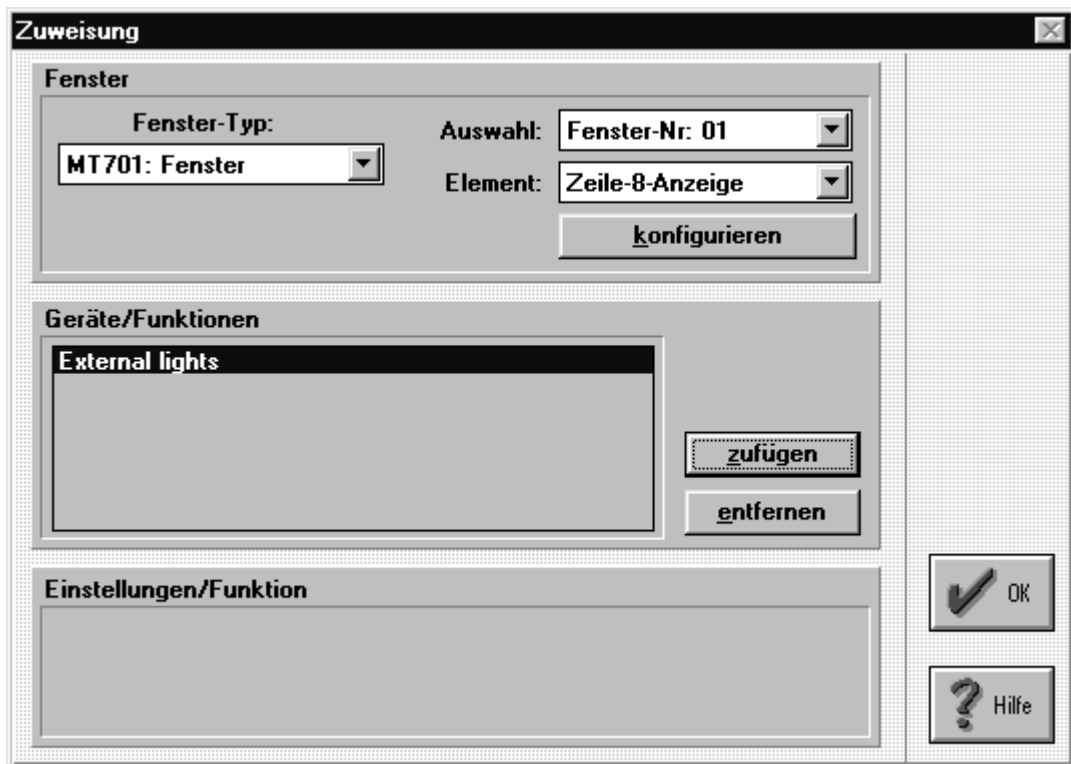 Zuweisung
Fenster
Fenster-Typ:
MT701: Fenster
Auswahl:
Fenster-Nr: 01
Element:
Zeile-8-Anzeige
konfigurieren
Geräte/Funktionen
External lights
zufügen
entfernen
Einstellungen/Funktion
OK
Hilfe